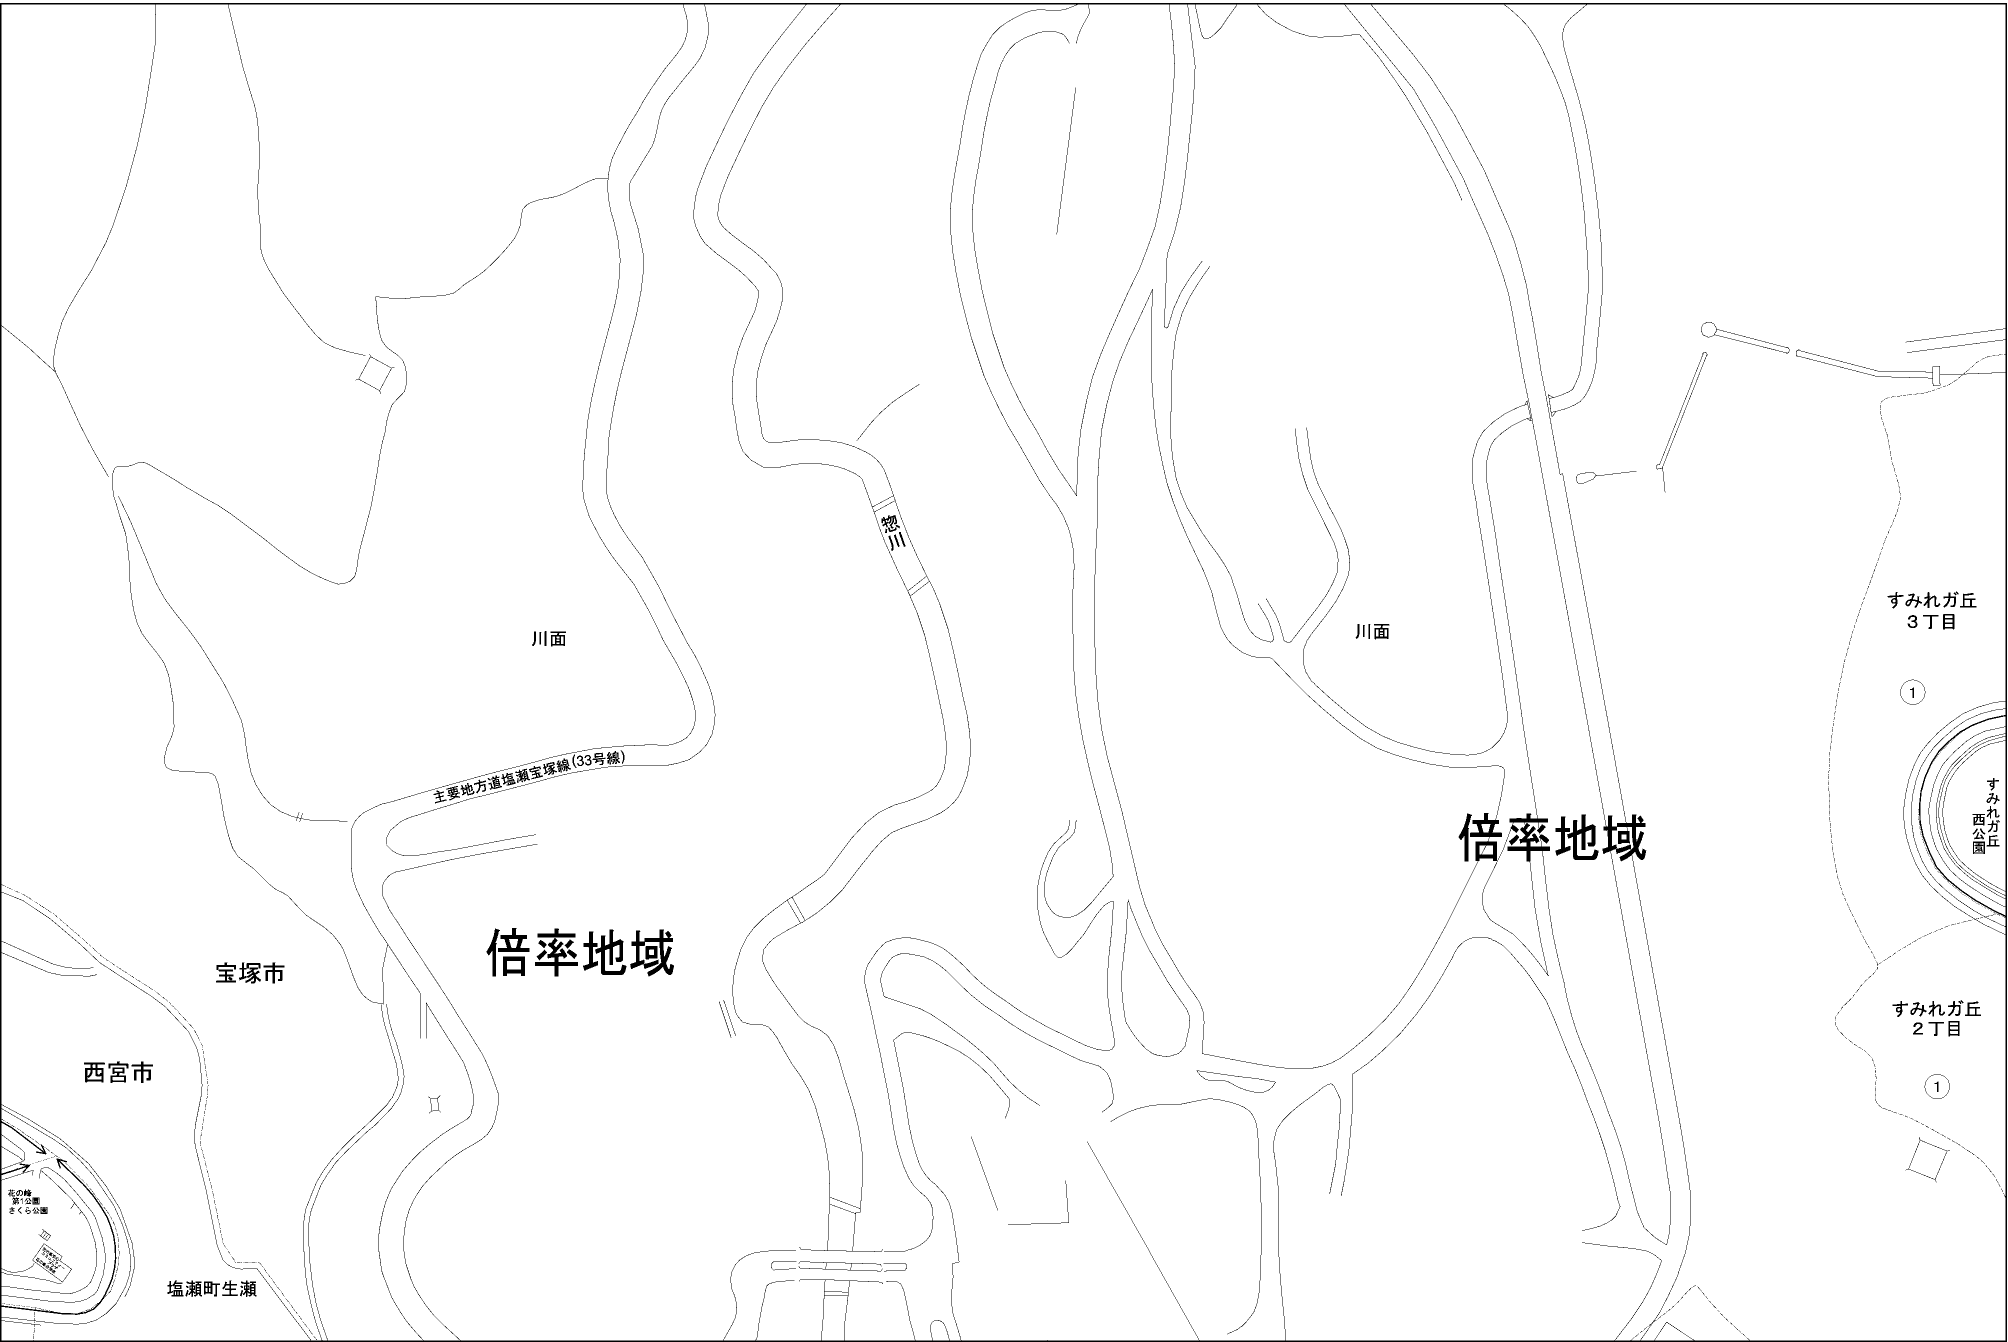 惣川
すみれガ丘
3丁目
川面
川面
1
主要地方道塩瀬宝塚線(33号線)
すみれガ丘
西公園
倍率地域
倍率地域
宝塚市
すみれガ丘
2丁目
西宮市
1
花の峰
第1公園
さくら公園
塩瀬町生瀬